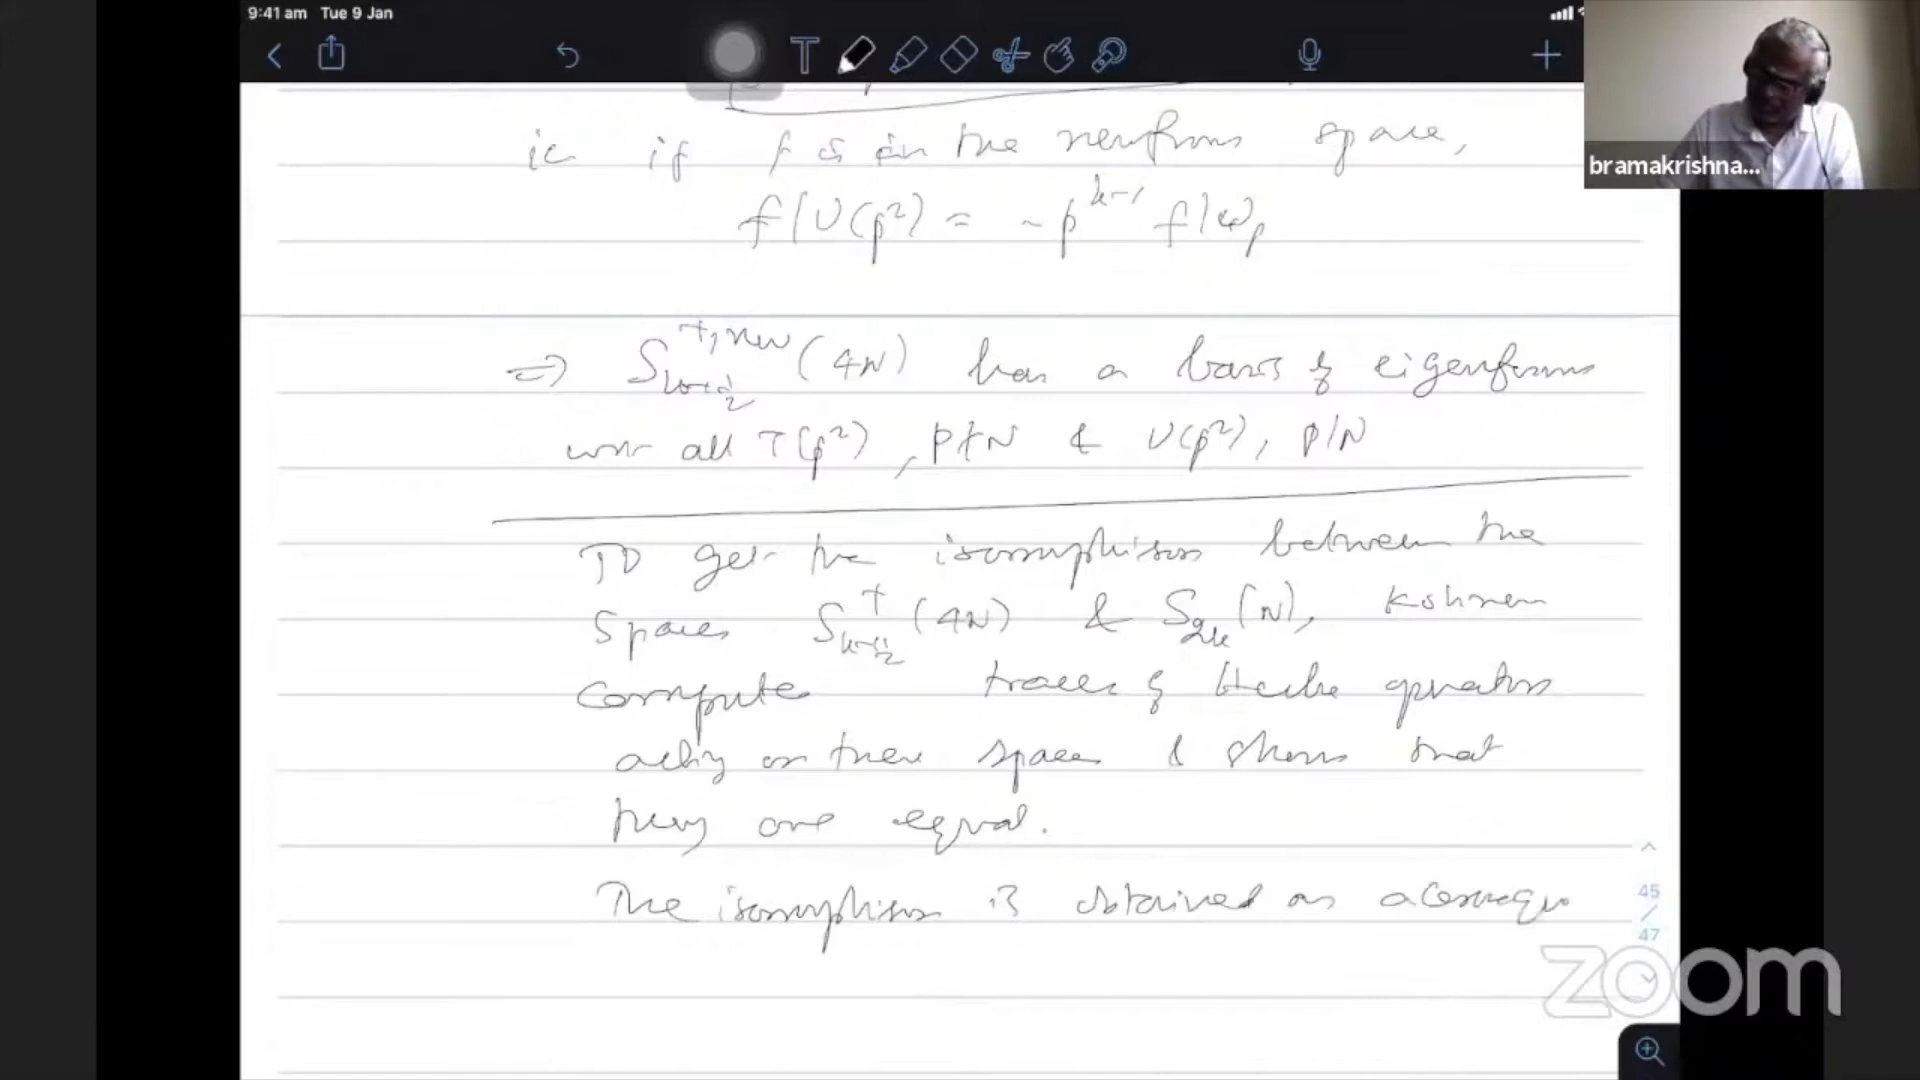 9:41 am Tue 9 Jan
bramakrishna...
ie if f is in the newforms space,
f|U(p²) = -p^{k-1} f|W_p
⇒ S^{+,new}_{k+1/2}(4N) has a basis of eigenforms
w.r.t. all T(p²), p∤N & U(p²), p|N
To get the isomorphism between the
spaces S^+_{k+1/2}(4N) & S_{2k}(N), Kohnen
compute traces of Hecke operators
acting on these spaces & shows that
they are equal.
The isomorphism is obtained as a
45
/
47
zoom